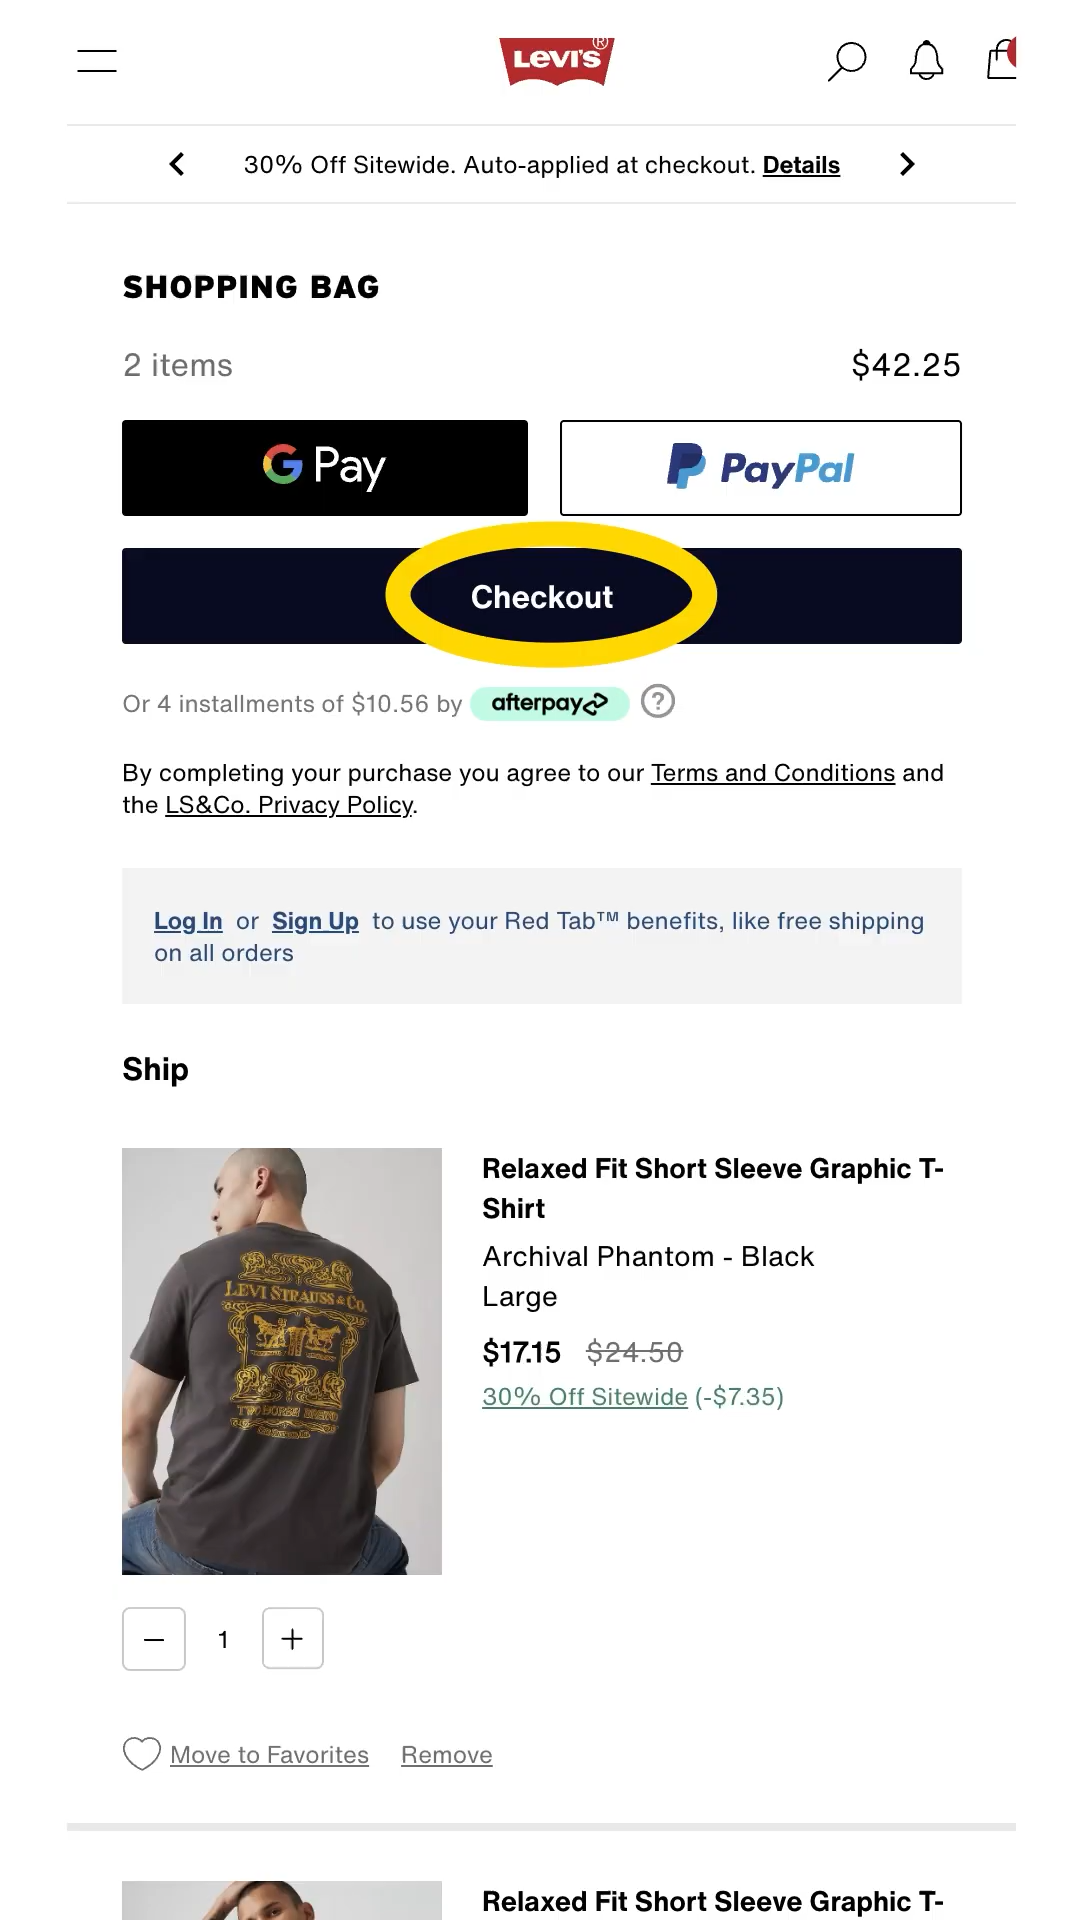 LEVI'S®
30% Off Sitewide. Auto-applied at checkout. Details
SHOPPING BAG
2 items
$42.25
G Pay
PayPal
Checkout
Or 4 installments of $10.56 by afterpay ?
By completing your purchase you agree to our Terms and Conditions and
the LS&Co. Privacy Policy.
Log In or Sign Up to use your Red Tab™ benefits, like free shipping
on all orders
Ship
LEVI STRAUSS & CO.
TWO HORSE BRAND
Relaxed Fit Short Sleeve Graphic T-
Shirt
Archival Phantom - Black
Large
$17.15 $24.50
30% Off Sitewide (-$7.35)
1
Move to Favorites Remove
Relaxed Fit Short Sleeve Graphic T-